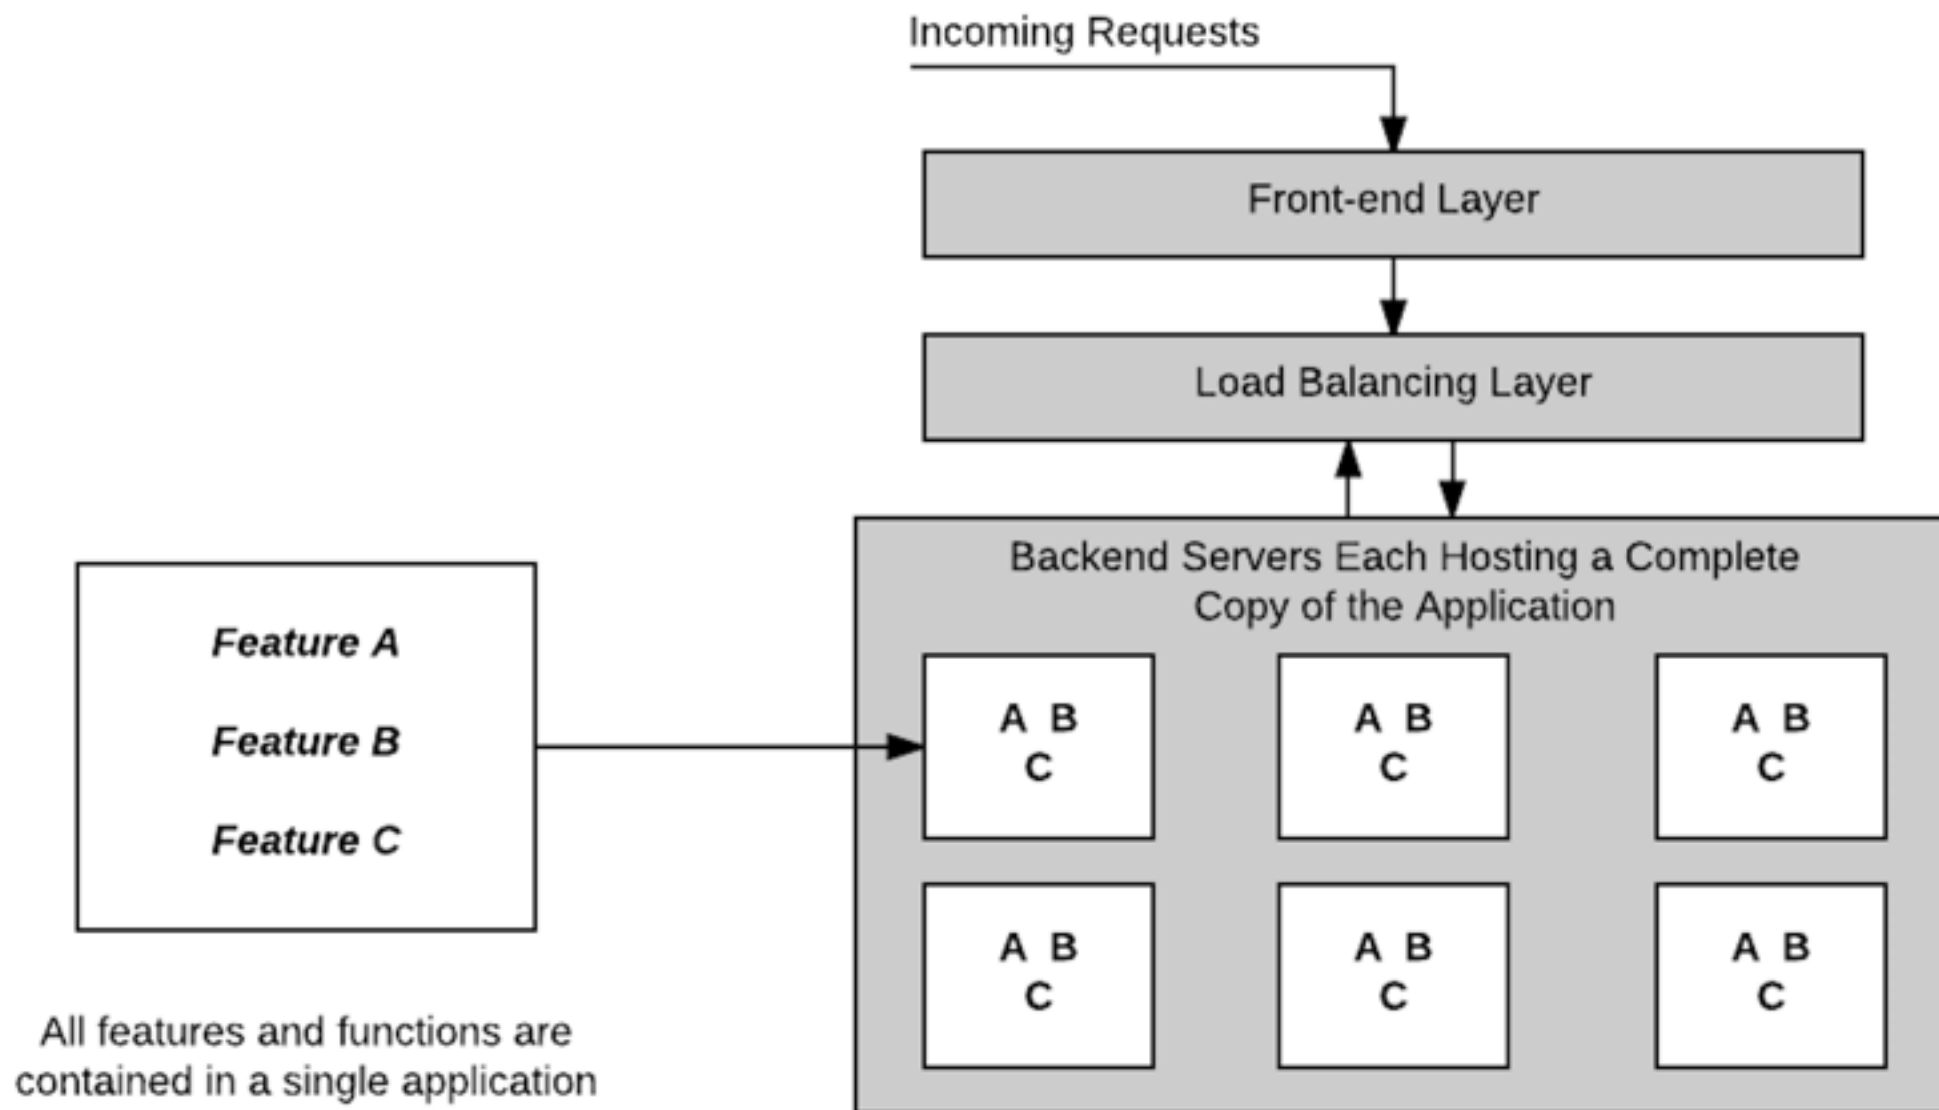 Incoming Requests
Front-end Layer
Load Balancing Layer
Backend Servers Each Hosting a Complete
Copy of the Application
Feature A
Feature B
Feature C
A B
C
A B
C
A B
C
A B
C
A B
C
A B
C
All features and functions are
contained in a single application